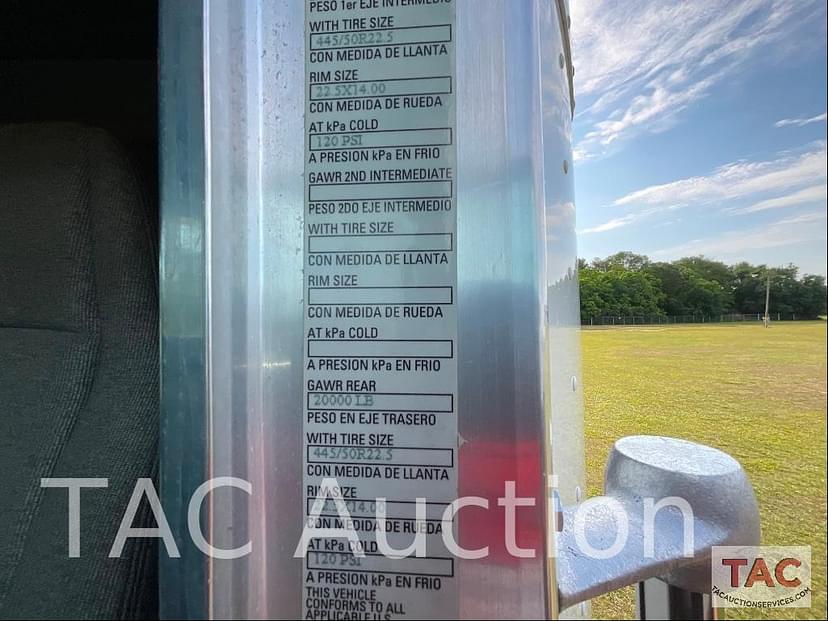 PESO 1er EJE INTERMEDIO
WITH TIRE SIZE
445/50R22.5
CON MEDIDA DE LLANTA
RIM SIZE
22.5X14.00
CON MEDIDA DE RUEDA
AT kPa COLD
120 PSI
A PRESION kPa EN FRIO
GAWR 2ND INTERMEDIATE
PESO 2DO EJE INTERMEDIO
WITH TIRE SIZE
CON MEDIDA DE LLANTA
RIM SIZE
CON MEDIDA DE RUEDA
AT kPa COLD
A PRESION kPa EN FRIO
GAWR REAR
20000 LB
PESO EN EJE TRASERO
WITH TIRE SIZE
445/50R22.5
CON MEDIDA DE LLANTA
RIM SIZE
22.5X14.00
CON MEDIDA DE RUEDA
AT kPa COLD
120 PSI
A PRESION kPa EN FRIO
THIS VEHICLE
CONFORMS TO ALL
APPLICABLE U.S.
TAC Auction
TAC
TACAUCTIONSERVICES.COM